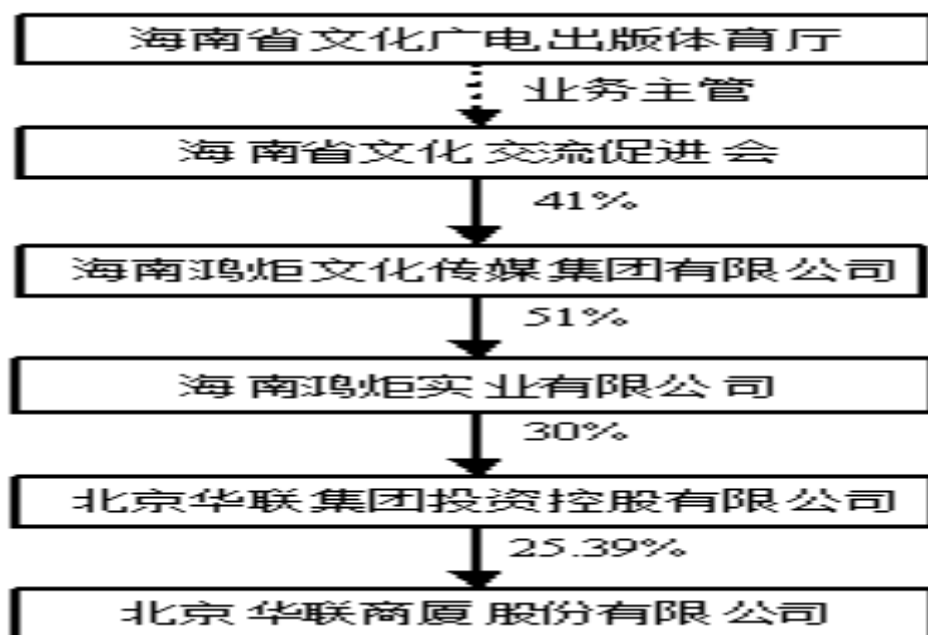 海南省文化广电出版体育厅
业务主管
海南省文化交流促进会
41%
海南鸿炬文化传媒集团有限公司
51%
海南鸿炬实业有限公司
30%
北京华联集团投资控股有限公司
25.39%
北京华联商厦股份有限公司